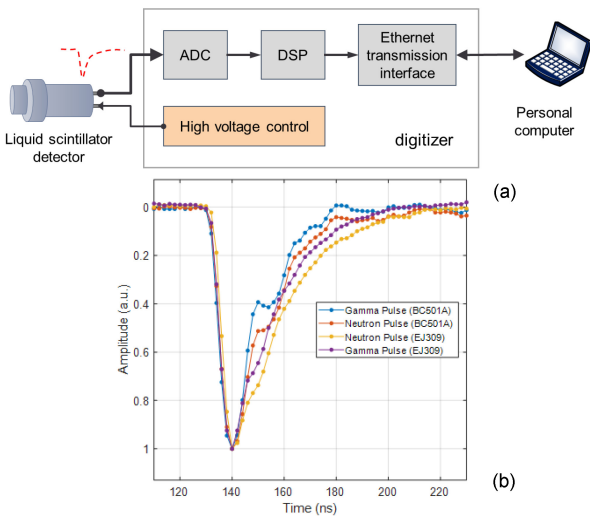 ADC
DSP
Ethernet
transmission
interface
High voltage control
digitizer
Liquid scintillator
detector
Personal
computer
(a)
0
0.2
0.4
0.6
0.8
1
Amplitude (a.u.)
Gamma Pulse (BC501A)
Neutron Pulse (BC501A)
Neutron Pulse (EJ309)
Gamma Pulse (EJ309)
120 140 160 180 200 220
Time (ns)
(b)